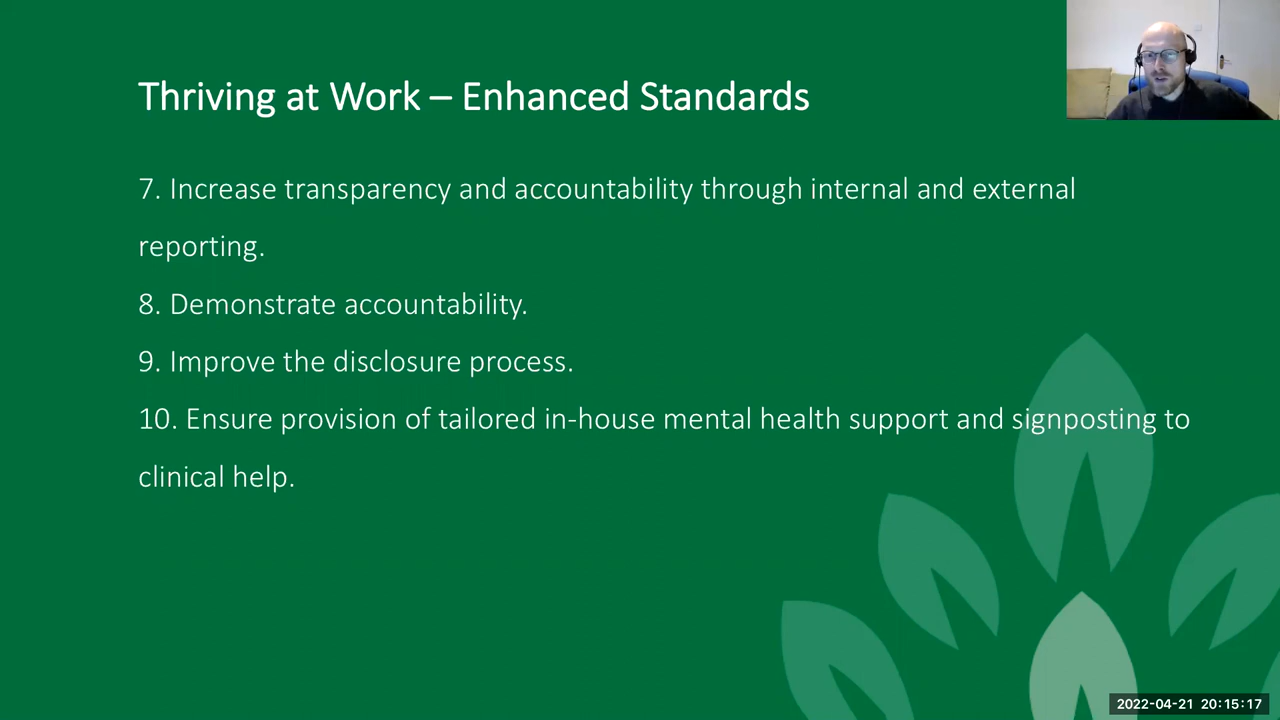 Thriving at Work – Enhanced Standards
7. Increase transparency and accountability through internal and external
reporting.
8. Demonstrate accountability.
9. Improve the disclosure process.
10. Ensure provision of tailored in-house mental health support and signposting to
clinical help.
2022-04-21 20:15:17